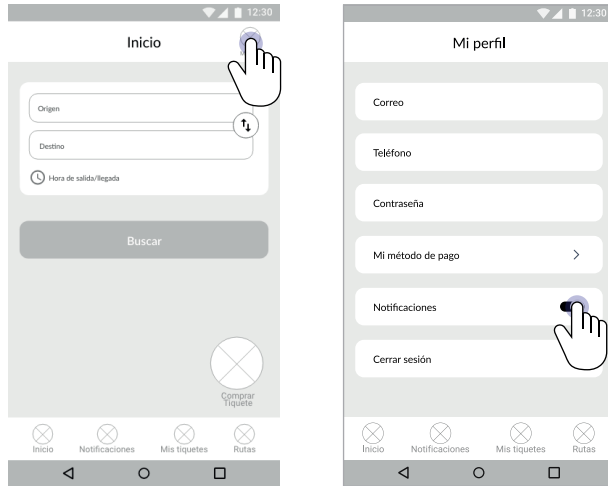 12:30
Inicio
Origen
Destino
Hora de salida/llegada
Buscar
Comprar
Tiquete
Inicio Notificaciones Mis tiquetes Rutas
12:30
Mi perfil
Correo
Teléfono
Contraseña
Mi método de pago
Notificaciones
Cerrar sesión
Inicio Notificaciones Mis tiquetes Rutas